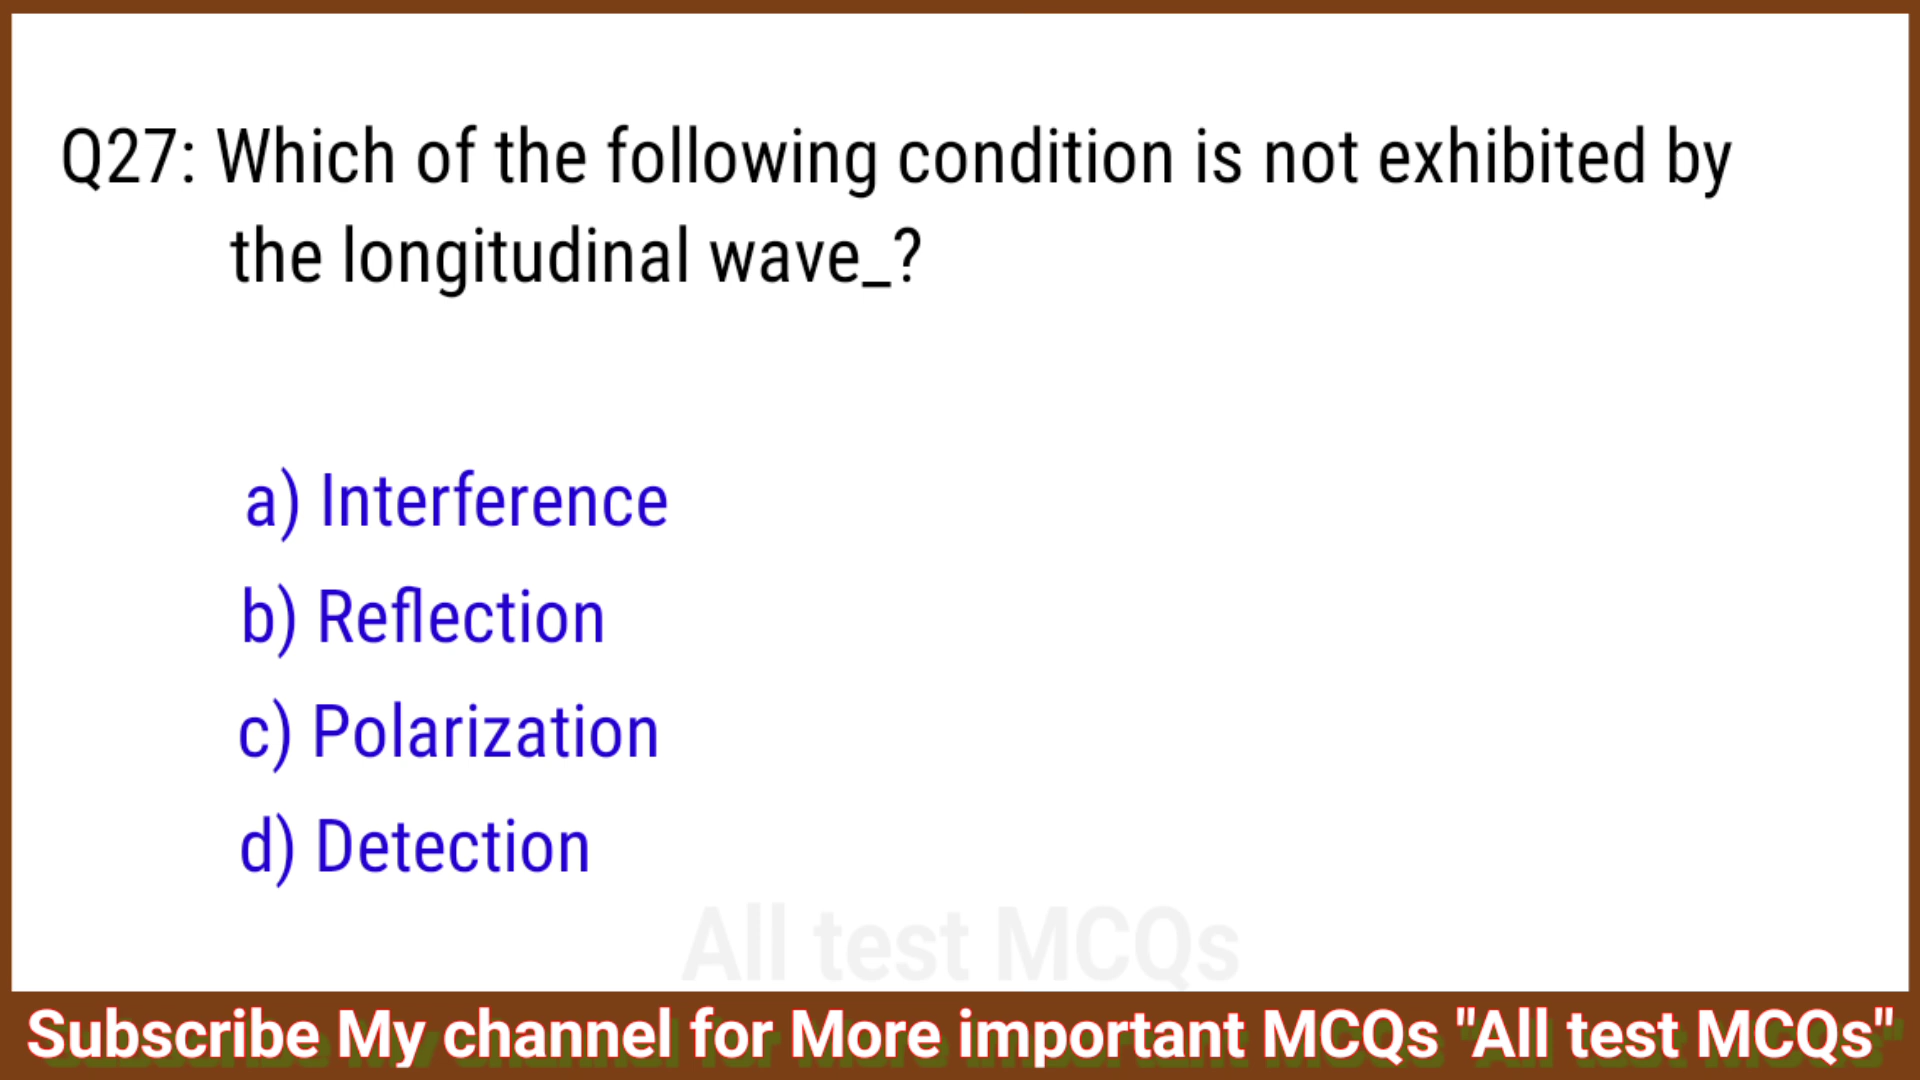 Q27: Which of the following condition is not exhibited by
the longitudinal wave_?
a) Interference
b) Reflection
c) Polarization
d) Detection
All test MCQs
Subscribe My channel for More important MCQs "All test MCQs"